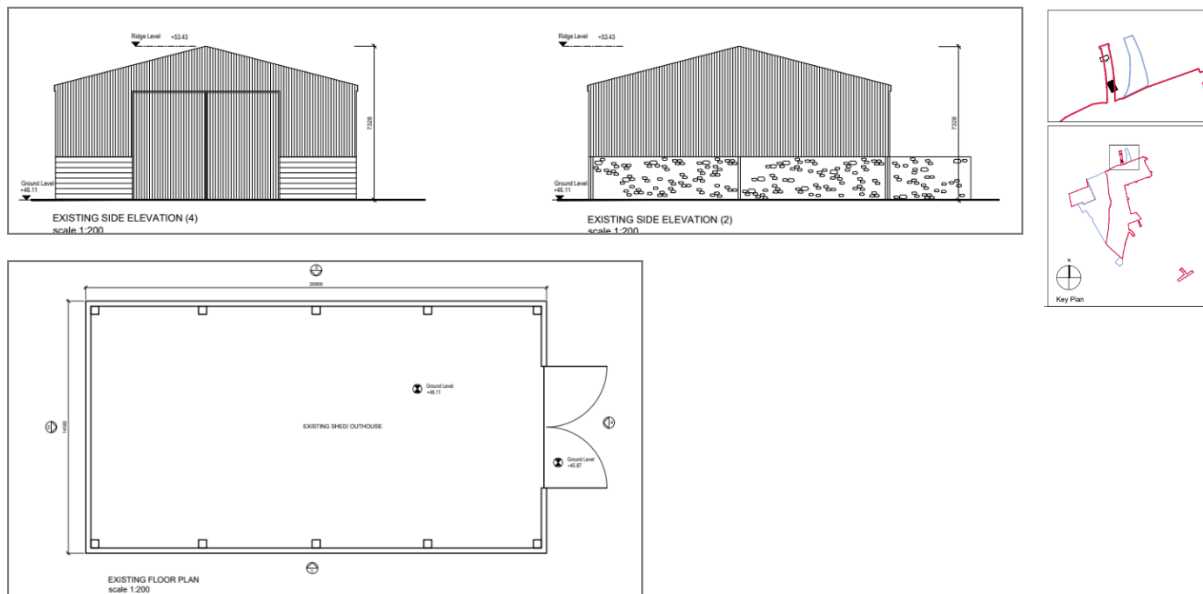 Ridge Level +53.43
7328
Ground Level
+46.11
EXISTING SIDE ELEVATION (4)
scale 1:200
Ridge Level +53.43
7328
Ground Level
+46.11
EXISTING SIDE ELEVATION (2)
scale 1:200
N
Key Plan
Ground Level
+46.11
EXISTING SHED/ OUTHOUSE
Ground Level
+45.87
EXISTING FLOOR PLAN
scale 1:200